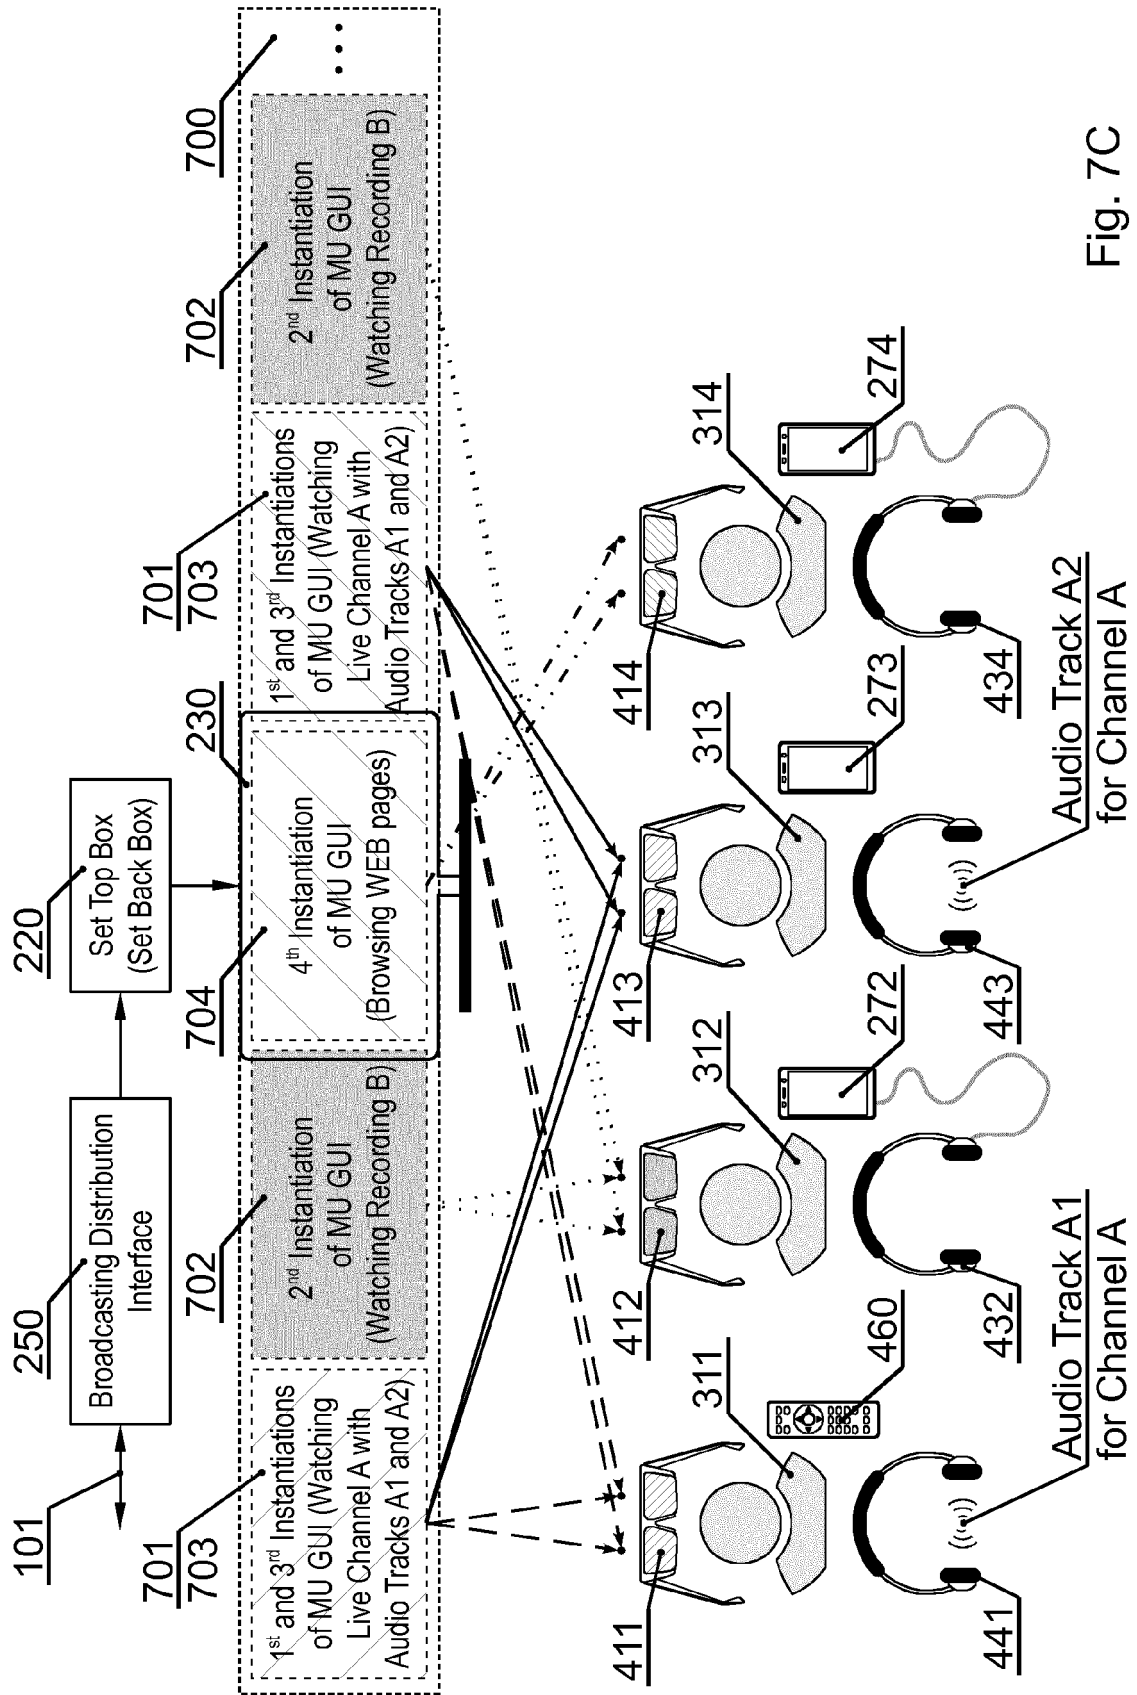 101
250
Broadcasting Distribution
Interface
220
Set Top Box
(Set Back Box)
701
703
702
704
230
701
703
702
700
1st and 3rd Instantiations
of MU GUI (Watching
Live Channel A with
Audio Tracks A1 and A2)
2nd Instantiation
of MU GUI
(Watching Recording B)
4th Instantiation
of MU GUI
(Browsing WEB pages)
1st and 3rd Instantiations
of MU GUI (Watching
Live Channel A with
Audio Tracks A1 and A2)
2nd Instantiation
of MU GUI
(Watching Recording B)
411
311
460
441
412
312
272
432
413
313
273
443
414
314
274
434
Audio Track A1
for Channel A
Audio Track A2
for Channel A
Fig. 7C